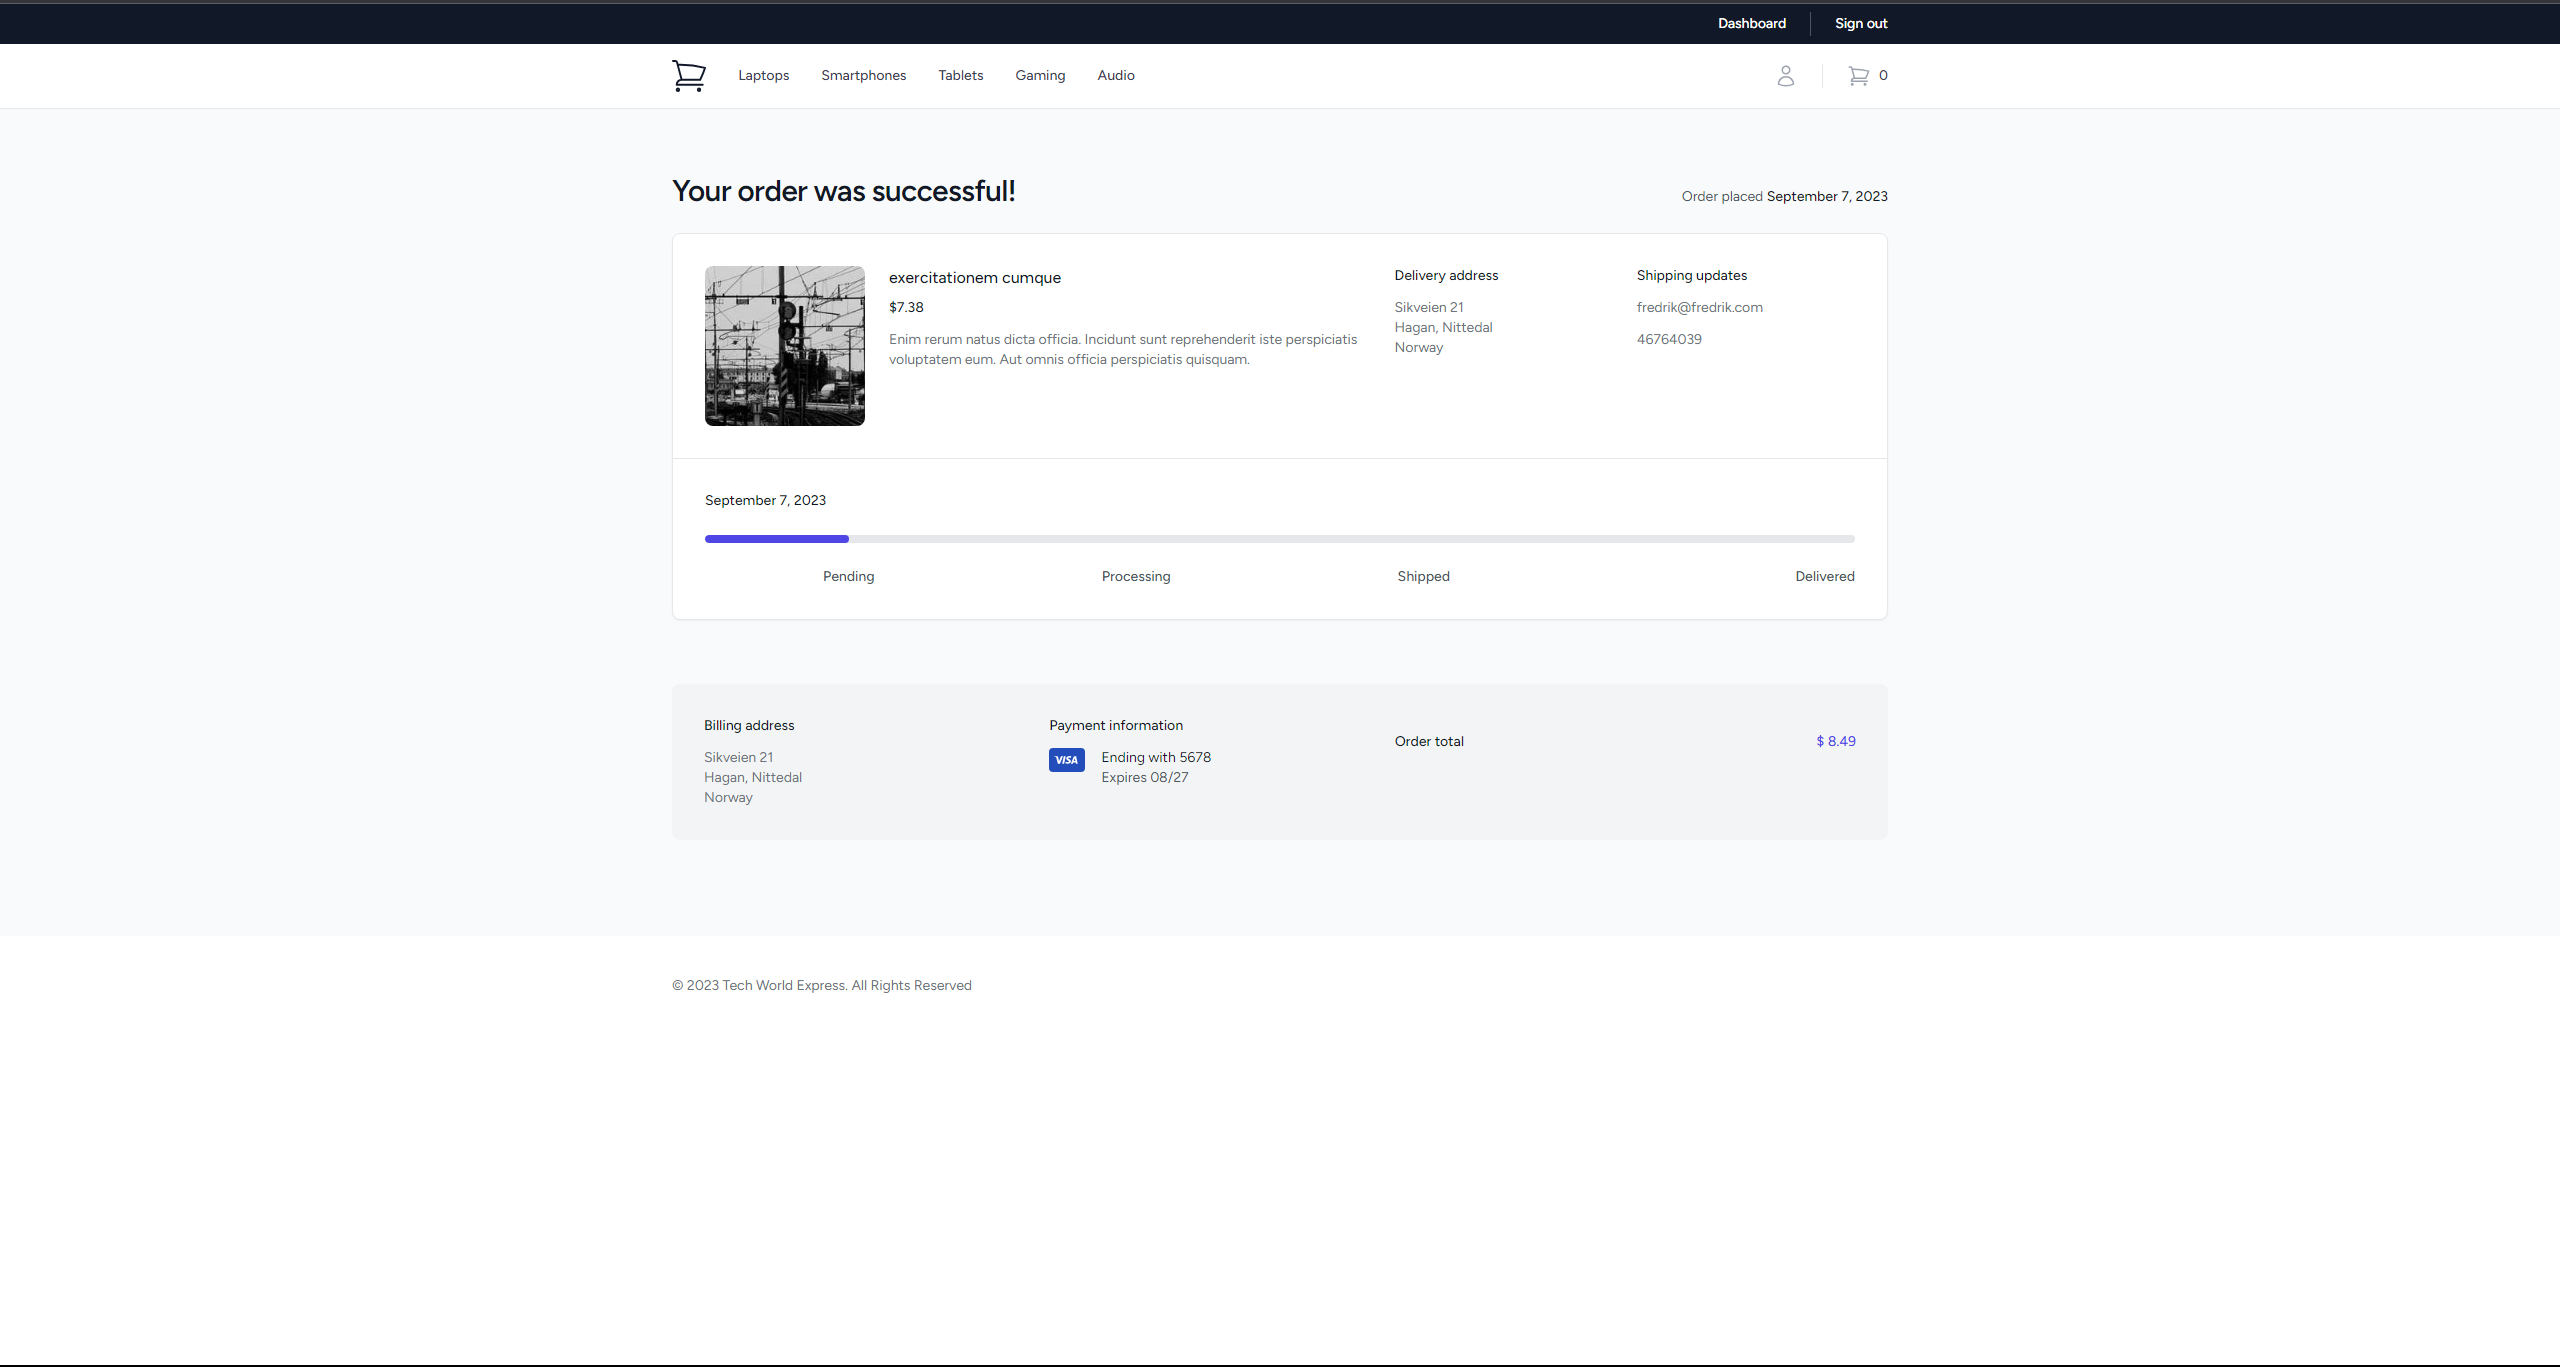 Dashboard
Sign out
Laptops
Smartphones
Tablets
Gaming
Audio
0
Your order was successful!
Order placed September 7, 2023
exercitationem cumque
$7.38
Enim rerum natus dicta officia. Incidunt sunt reprehenderit iste perspiciatis
voluptatem eum. Aut omnis officia perspiciatis quisquam.
Delivery address
Sikveien 21
Hagan, Nittedal
Norway
Shipping updates
fredrik@fredrik.com
46764039
September 7, 2023
Pending
Processing
Shipped
Delivered
Billing address
Sikveien 21
Hagan, Nittedal
Norway
Payment information
VISA
Ending with 5678
Expires 08/27
Order total
$ 8.49
© 2023 Tech World Express. All Rights Reserved